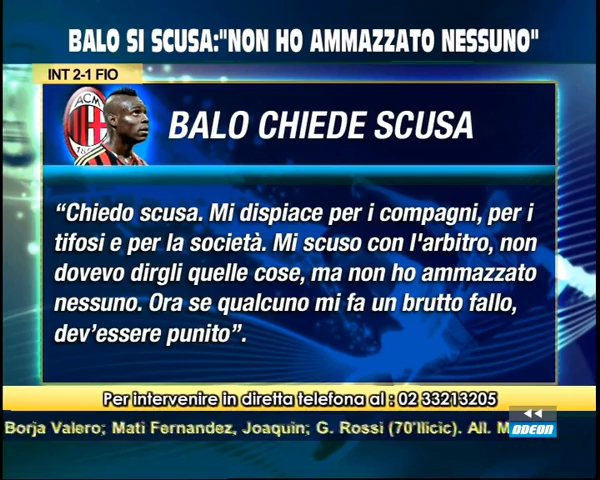 BALO SI SCUSA:"NON HO AMMAZZATO NESSUNO"
INT 2-1 FIO
ACM
BALO CHIEDE SCUSA
“Chiedo scusa. Mi dispiace per i compagni, per i
tifosi e per la società. Mi scuso con l'arbitro, non
dovevo dirgli quelle cose, ma non ho ammazzato
nessuno. Ora se qualcuno mi fa un brutto fallo,
dev’essere punito”.
Per intervenire in diretta telefona al : 02 33213205
Borja Valero; Mati Fernandez, Joaquin; G. Rossi (70'Ilicic). All. M
ODEON